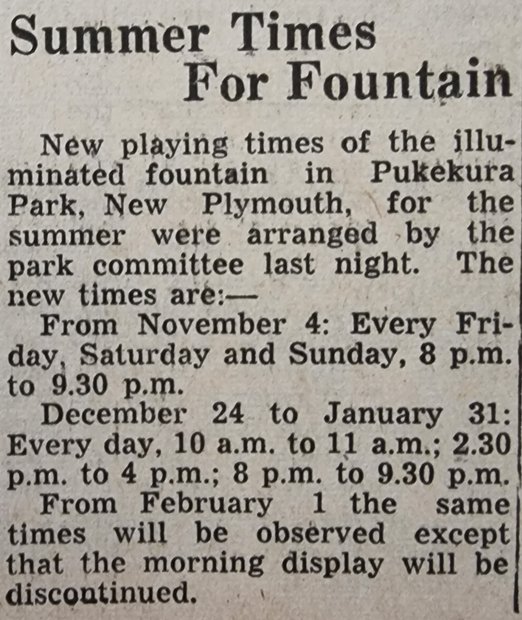 Summer Times
For Fountain
New playing times of the illu-
minated fountain in Pukekura
Park, New Plymouth, for the
summer were arranged by the
park committee last night. The
new times are:—
From November 4: Every Fri-
day, Saturday and Sunday, 8 p.m.
to 9.30 p.m.
December 24 to January 31:
Every day, 10 a.m. to 11 a.m.; 2.30
p.m. to 4 p.m.; 8 p.m. to 9.30 p.m.
From February 1 the same
times will be observed except
that the morning display will be
discontinued.